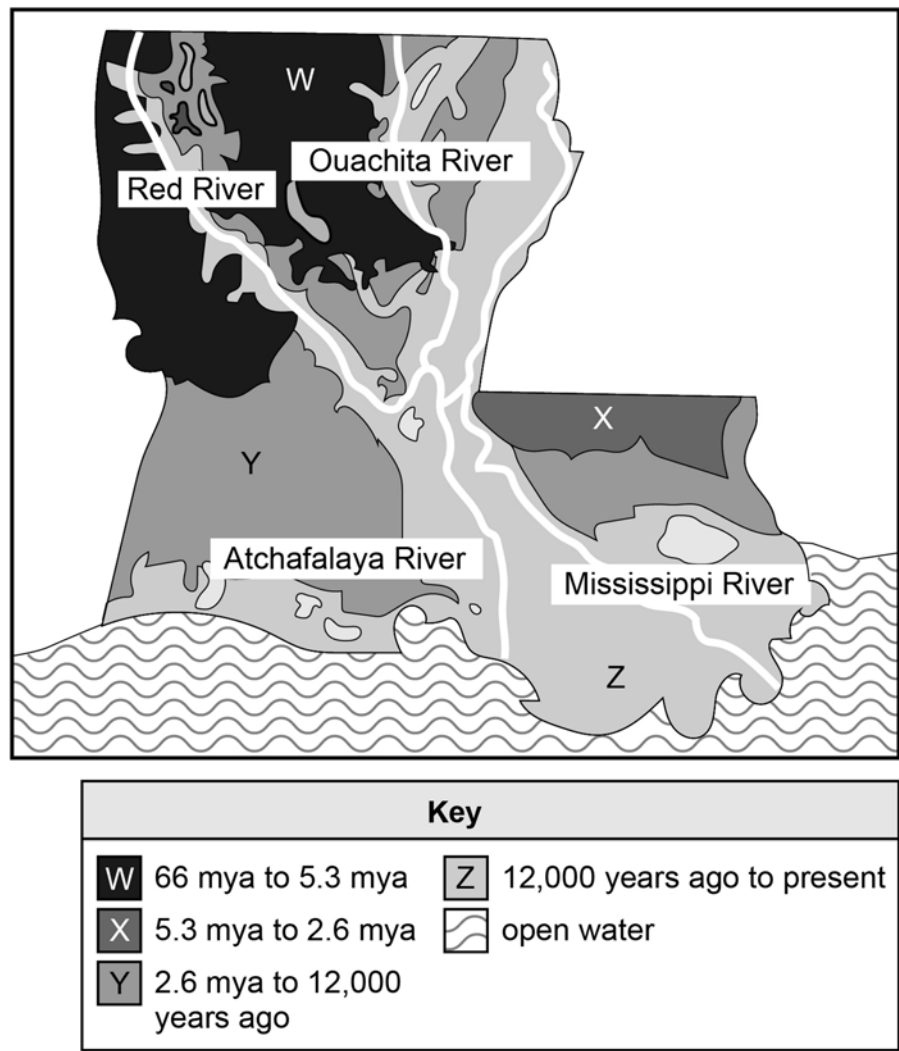 W
Ouachita River
Red River
X
Y
Atchafalaya River
Mississippi River
Z
Key
W 66 mya to 5.3 mya
Z 12,000 years ago to present
X 5.3 mya to 2.6 mya
open water
Y 2.6 mya to 12,000
years ago